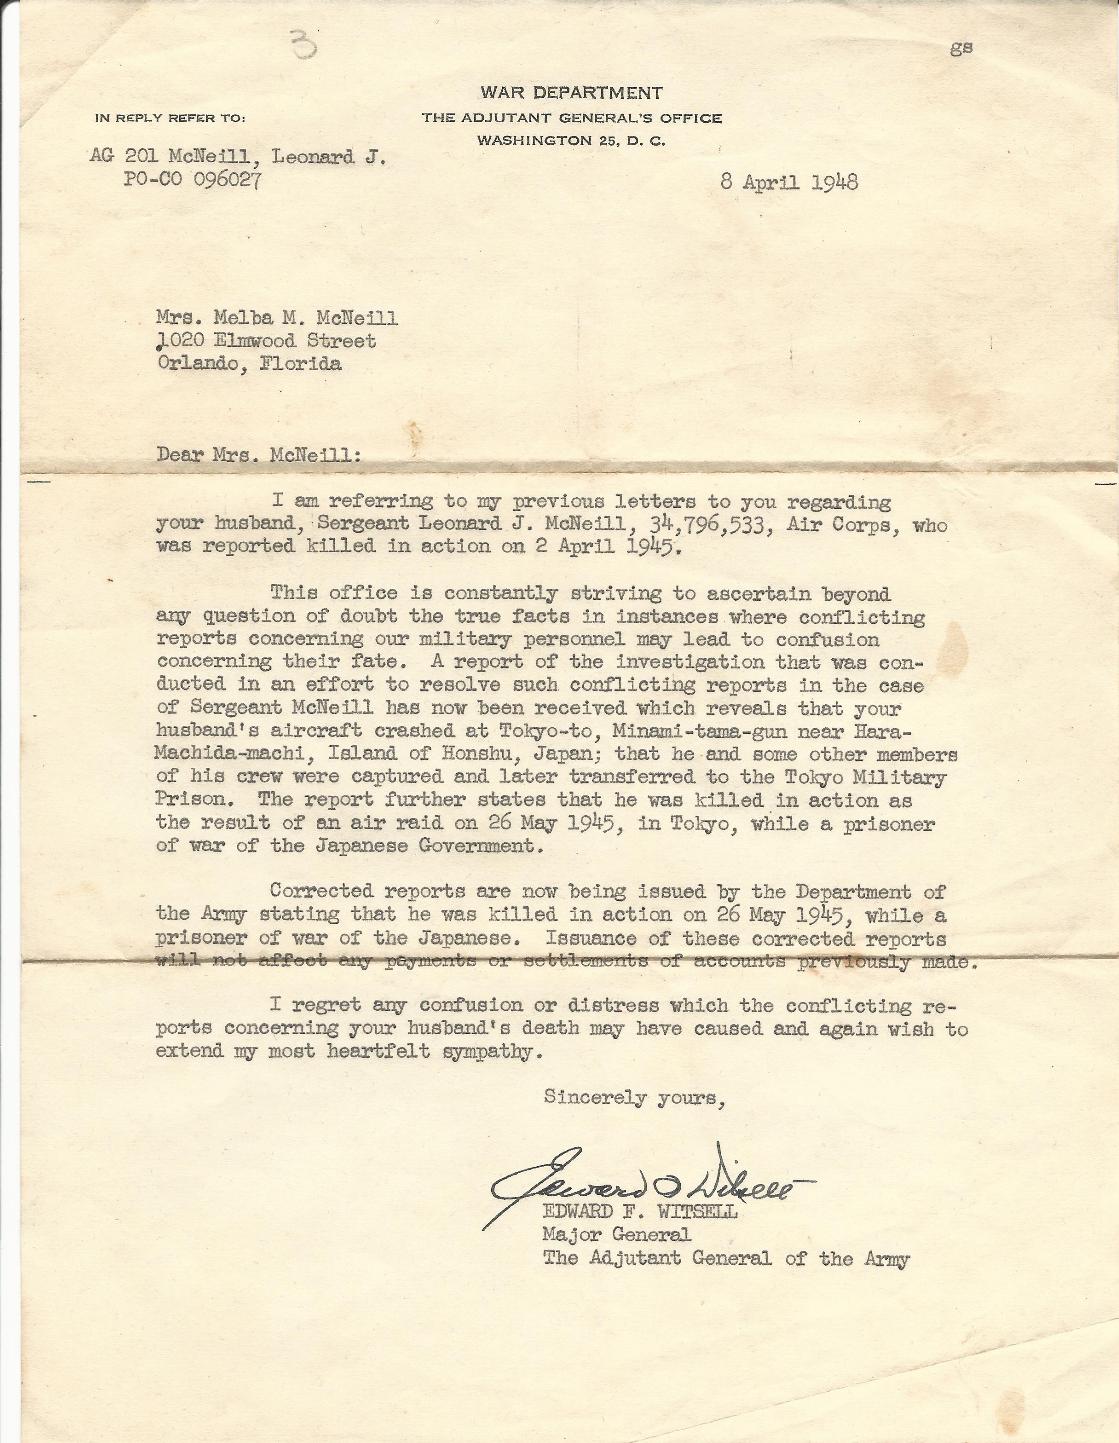 3
gs
WAR DEPARTMENT
THE ADJUTANT GENERAL'S OFFICE
WASHINGTON 25, D. C.
IN REPLY REFER TO:
AG 201 McNeill, Leonard J.
PO-CO 096027
8 April 1948
Mrs. Melba M. McNeill
1020 Elmwood Street
Orlando, Florida
Dear Mrs. McNeill:
I am referring to my previous letters to you regarding
your husband, Sergeant Leonard J. McNeill, 34,796,533, Air Corps, who
was reported killed in action on 2 April 1945.
This office is constantly striving to ascertain beyond
any question of doubt the true facts in instances where conflicting
reports concerning our military personnel may lead to confusion
concerning their fate. A report of the investigation that was con-
ducted in an effort to resolve such conflicting reports in the case
of Sergeant McNeill has now been received which reveals that your
husband's aircraft crashed at Tokyo-to, Minami-tama-gun near Hara-
Machida-machi, Island of Honshu, Japan; that he and some other members
of his crew were captured and later transferred to the Tokyo Military
Prison. The report further states that he was killed in action as
the result of an air raid on 26 May 1945, in Tokyo, while a prisoner
of war of the Japanese Government.
Corrected reports are now being issued by the Department of
the Army stating that he was killed in action on 26 May 1945, while a
prisoner of war of the Japanese. Issuance of these corrected reports
will not affect any payments or settlements of accounts previously made.
I regret any confusion or distress which the conflicting re-
ports concerning your husband's death may have caused and again wish to
extend my most heartfelt sympathy.
Sincerely yours,
Edward F Witsell
EDWARD F. WITSELL
Major General
The Adjutant General of the Army